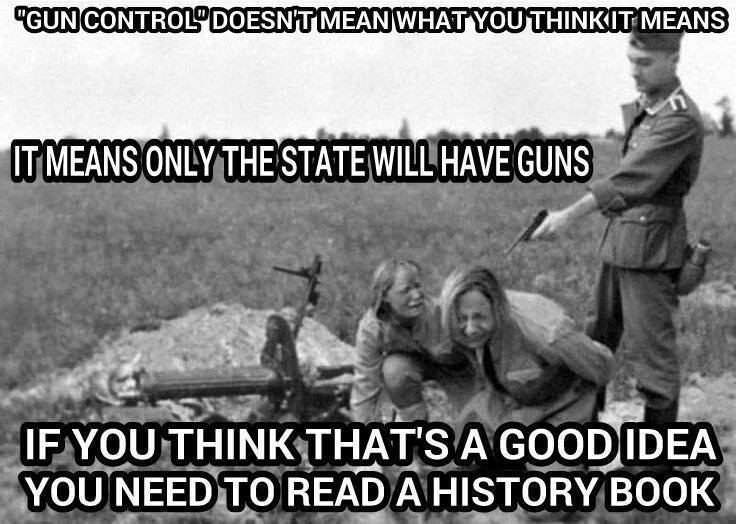 "GUN CONTROL" DOESN'T MEAN WHAT YOU THINK IT MEANS
IT MEANS ONLY THE STATE WILL HAVE GUNS
IF YOU THINK THAT'S A GOOD IDEA
YOU NEED TO READ A HISTORY BOOK